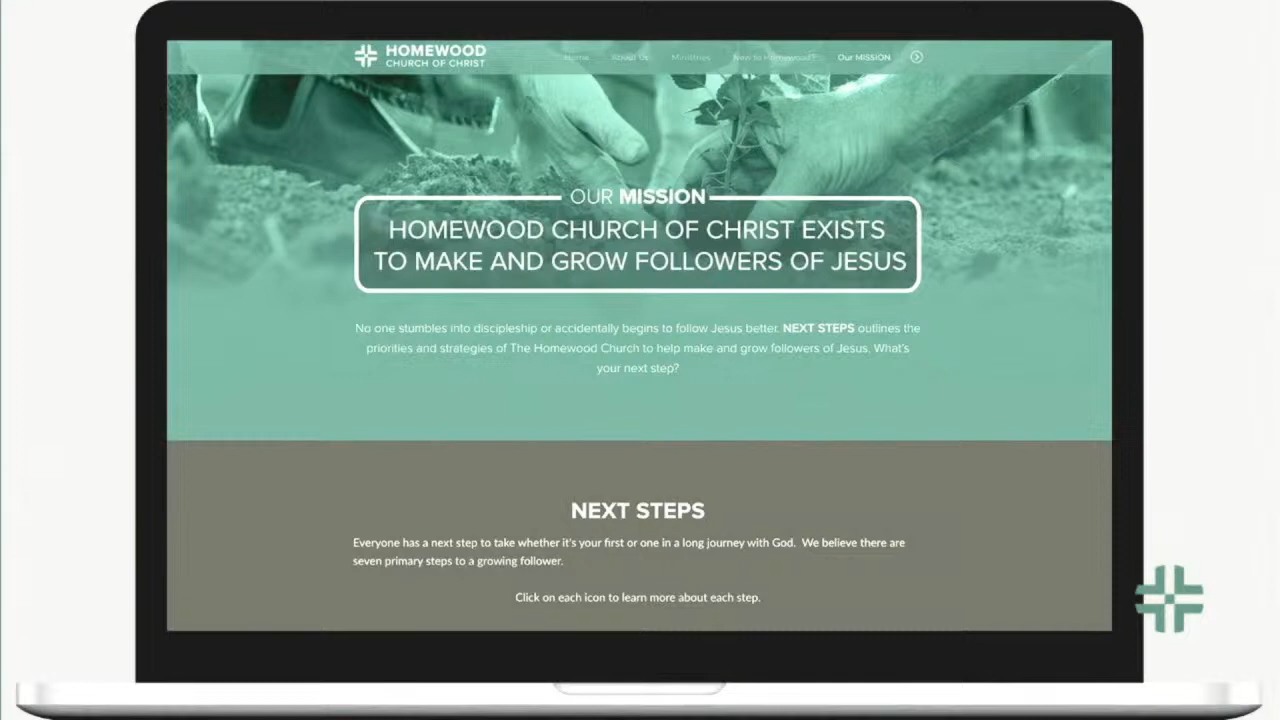 HOMEWOOD
CHURCH OF CHRIST
Home About Us Ministries New to Homewood? Our MISSION
OUR MISSION
HOMEWOOD CHURCH OF CHRIST EXISTS
TO MAKE AND GROW FOLLOWERS OF JESUS
No one stumbles into discipleship or accidentally begins to follow Jesus better. NEXT STEPS outlines the
priorities and strategies of The Homewood Church to help make and grow followers of Jesus. What's
your next step?
NEXT STEPS
Everyone has a next step to take whether it's your first or one in a long journey with God. We believe there are
seven primary steps to a growing follower.
Click on each icon to learn more about each step.